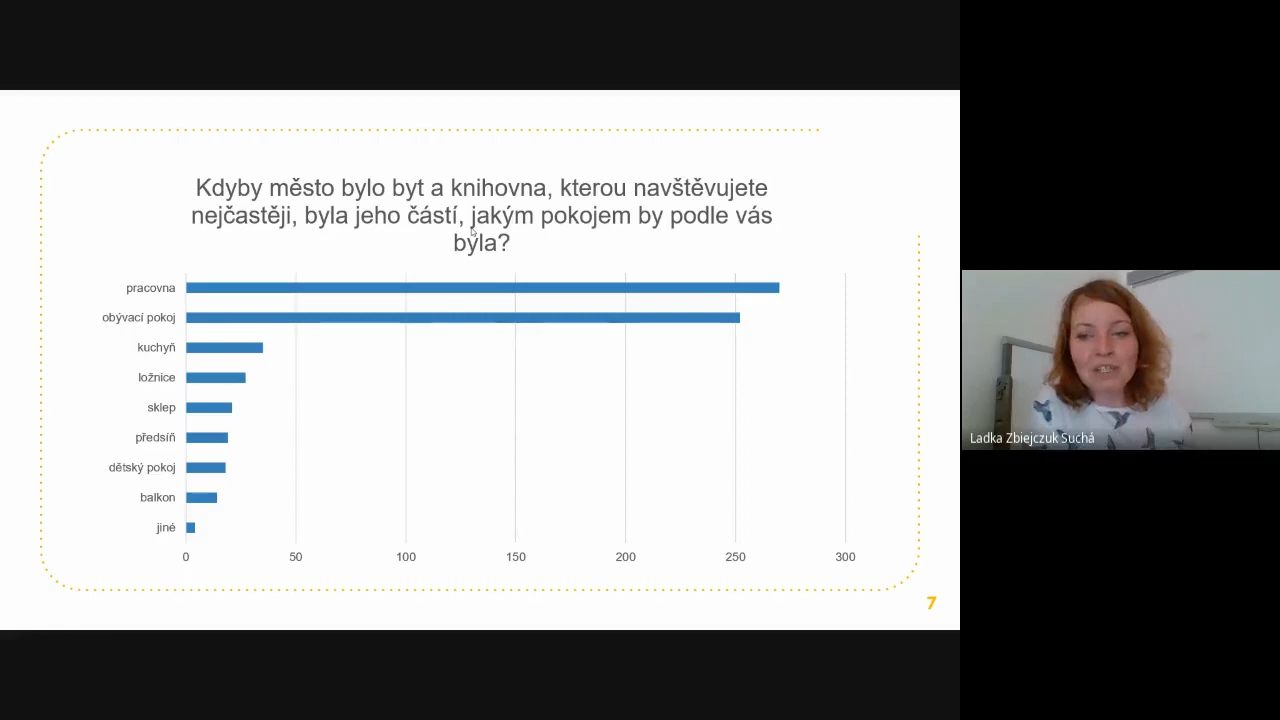 Kdyby město bylo byt a knihovna, kterou navštěvujete
nejčastěji, byla jeho částí, jakým pokojem by podle vás
byla?
pracovna
obývací pokoj
kuchyň
ložnice
sklep
předsíň
dětský pokoj
balkon
jiné
0 50 100 150 200 250 300
7
Ladka Zbiejczuk Suchá